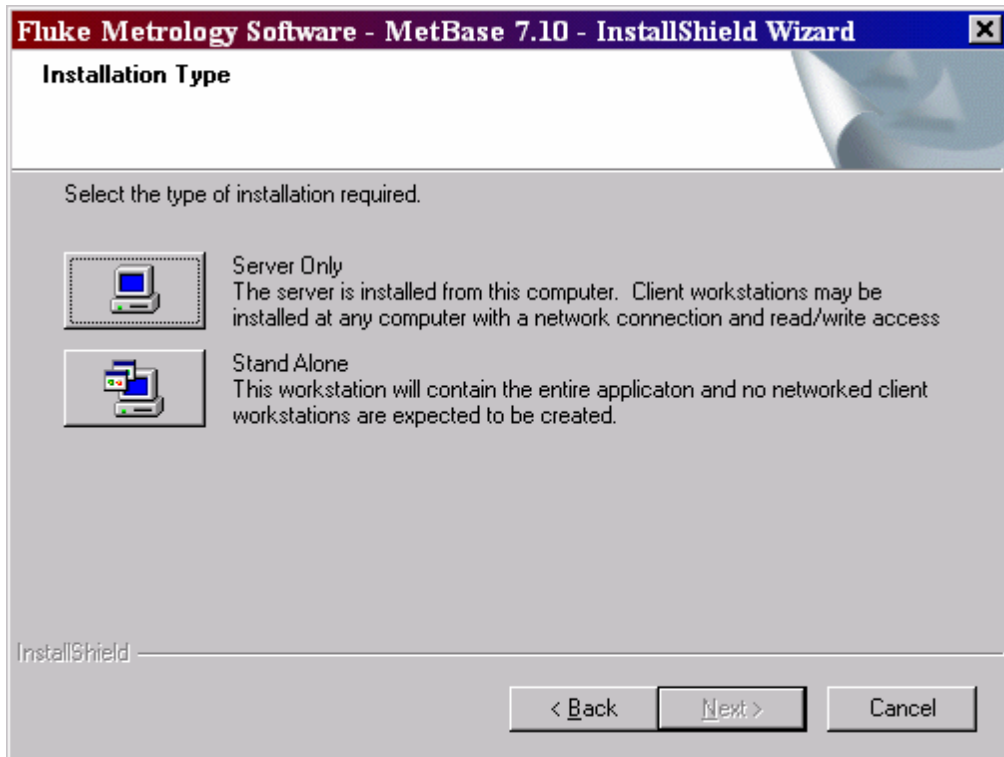 Fluke Metrology Software - MetBase 7.10 - InstallShield Wizard
Installation Type
Select the type of installation required.
Server Only
The server is installed from this computer.  Client workstations may be
installed at any computer with a network connection and read/write access
Stand Alone
This workstation will contain the entire applicaton and no networked client
workstations are expected to be created.
InstallShield
< Back
Next >
Cancel